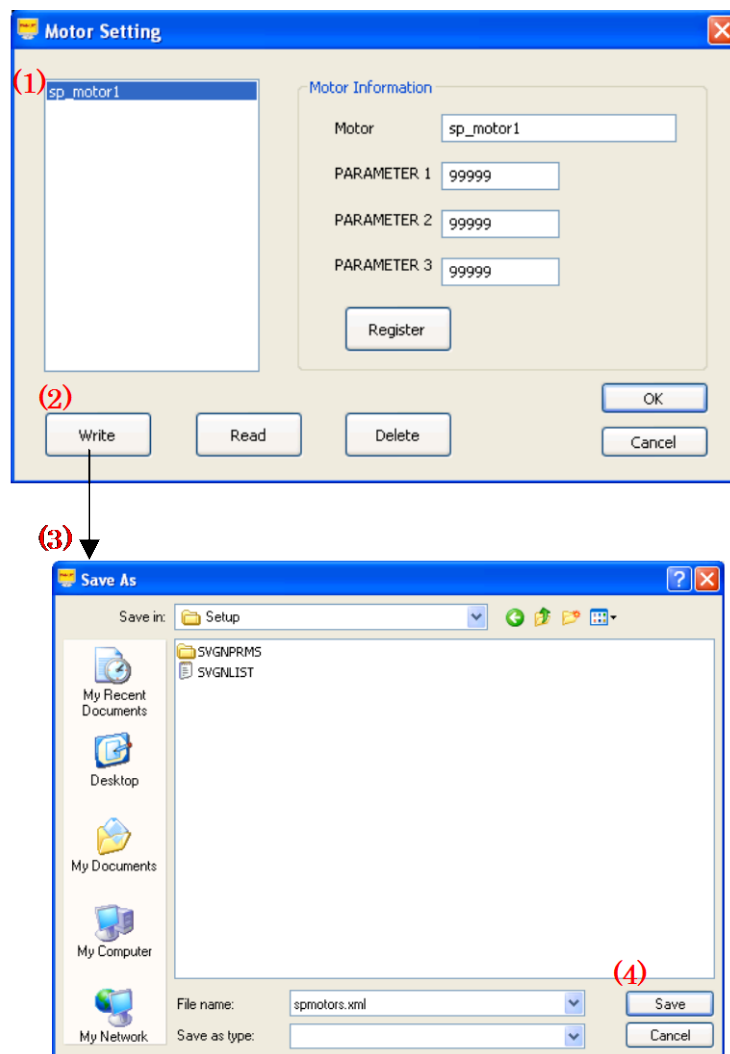 Motor Setting
(1)
sp_motor1
Motor Information
Motor
sp_motor1
PARAMETER 1
99999
PARAMETER 2
99999
PARAMETER 3
99999
Register
(2)
Write
Read
Delete
OK
Cancel
(3)
Save As
Save in:
Setup
SVGNPRMS
SVGNLIST
My Recent
Documents
Desktop
My Documents
My Computer
My Network
File name:
spmotors.xml
(4)
Save
Save as type:
Cancel